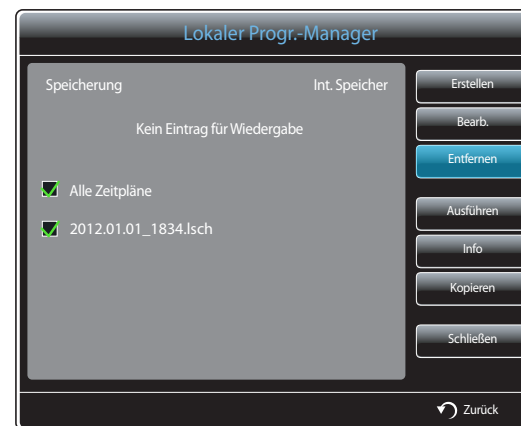 Lokaler Progr.-Manager
Speicherung Int. Speicher
Kein Eintrag für Wiedergabe
Alle Zeitpläne
2012.01.01_1834.lsch
Erstellen
Bearb.
Entfernen
Ausführen
Info
Kopieren
Schließen
Zurück